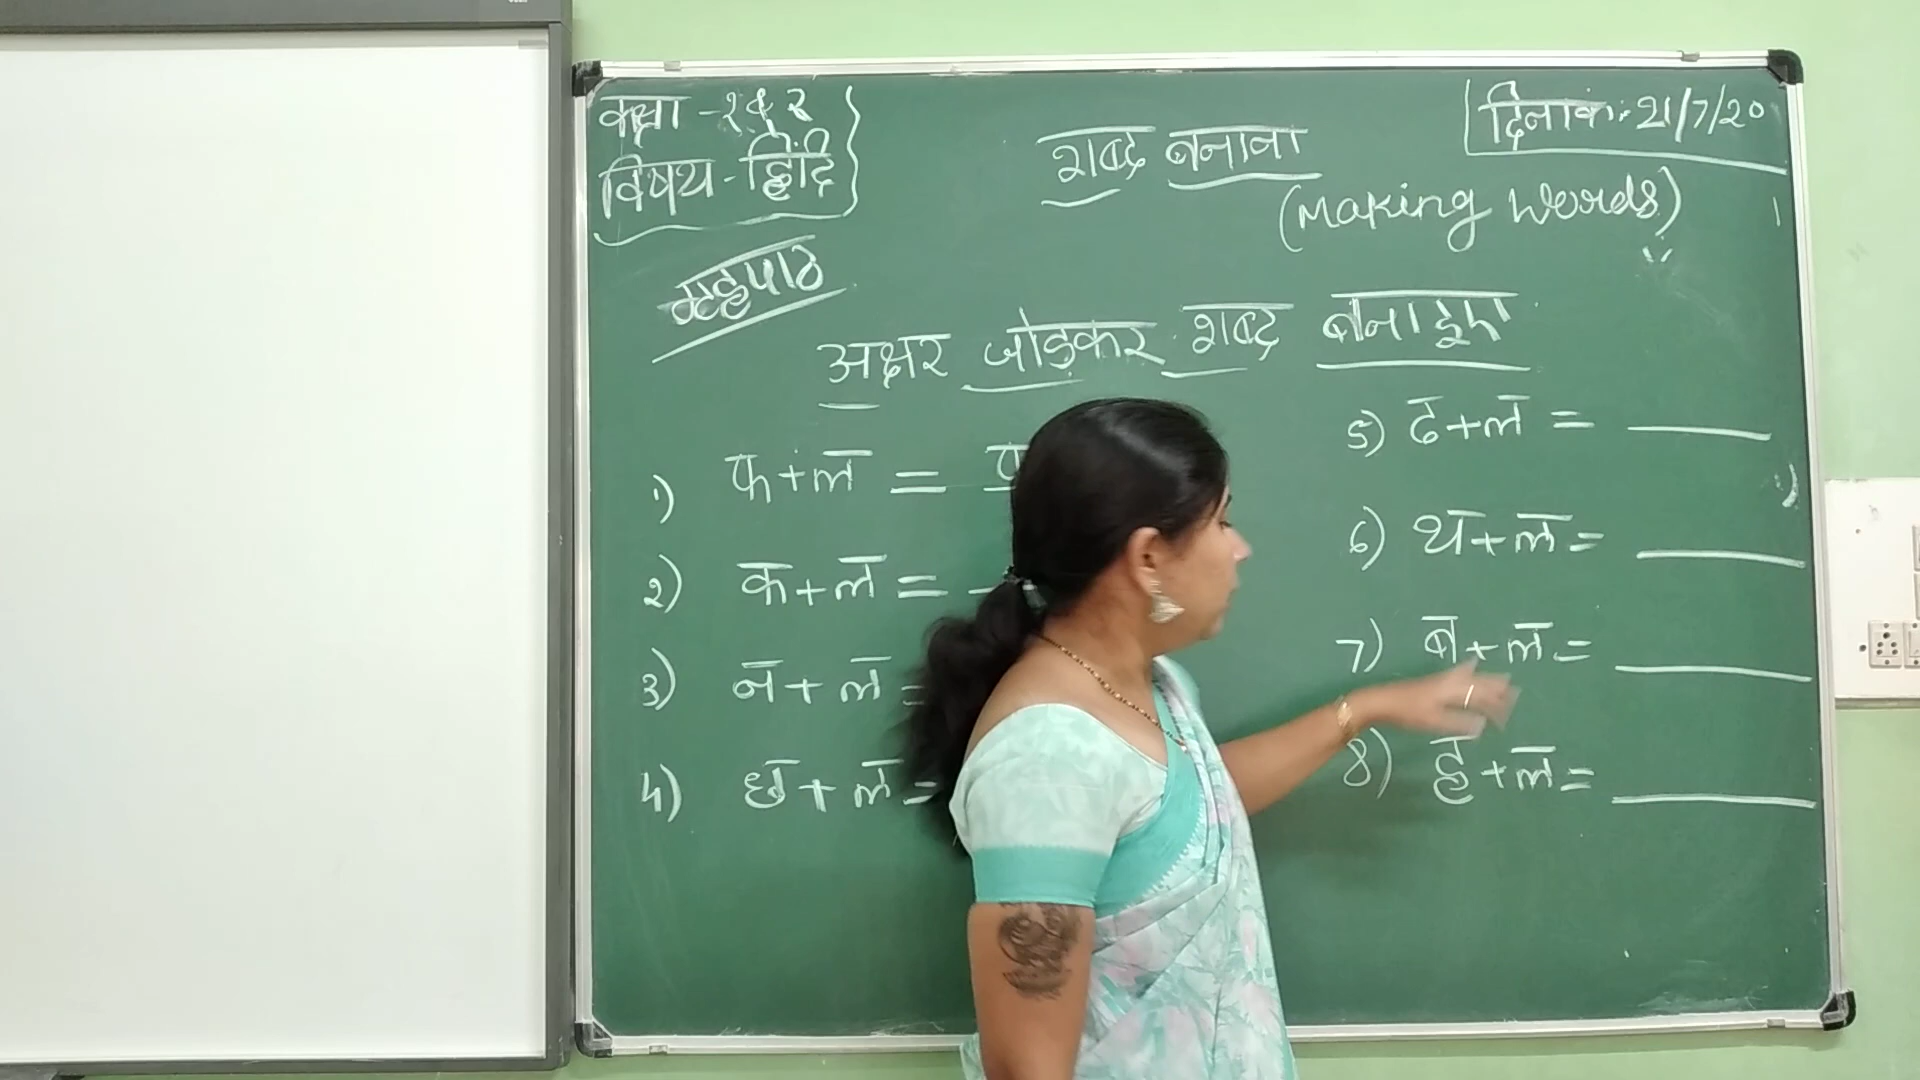 कक्षा - १ & २
विषय - हिंदि
दिनांक: 21/7/20
शब्द बनाना
(Making words)
गृहपाठ
अक्षर जोड़कर शब्द बनाइए
1) फ + ल =
2) क + ल =
3) न + ल =
4) छ + ल =
5) ढ + ल =
6) थ + ल =
7) ब + ल =
8) ह + ल =